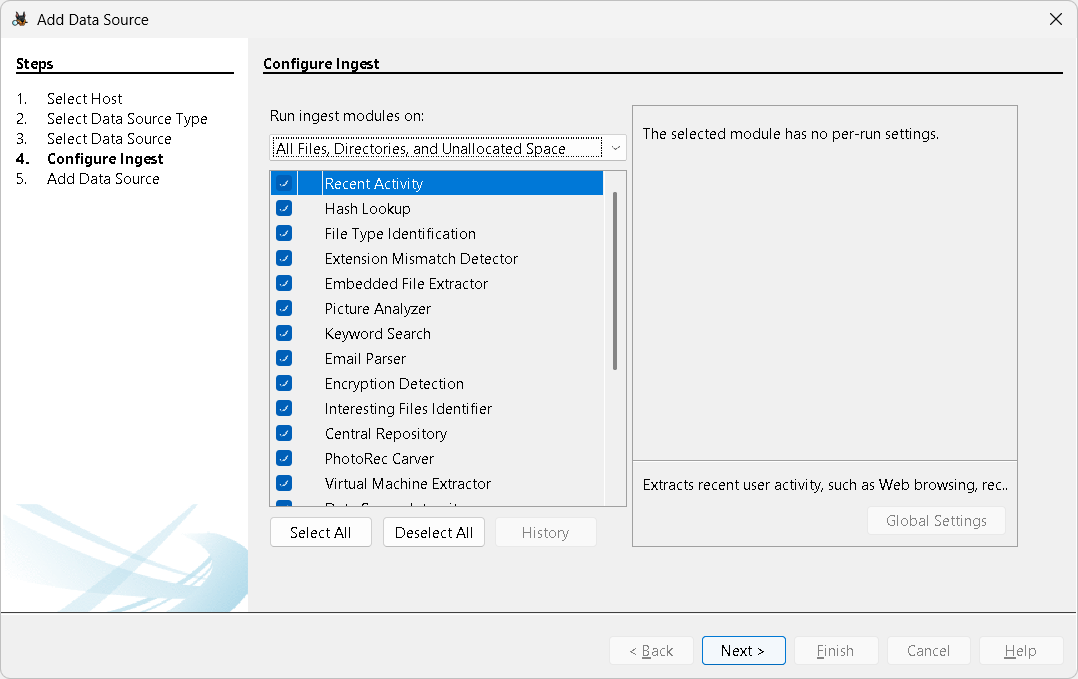 Add Data Source
Steps
1. Select Host
2. Select Data Source Type
3. Select Data Source
4. Configure Ingest
5. Add Data Source
Configure Ingest
Run ingest modules on:
All Files, Directories, and Unallocated Space
Recent Activity
Hash Lookup
File Type Identification
Extension Mismatch Detector
Embedded File Extractor
Picture Analyzer
Keyword Search
Email Parser
Encryption Detection
Interesting Files Identifier
Central Repository
PhotoRec Carver
Virtual Machine Extractor
Select All
Deselect All
History
The selected module has no per-run settings.
Extracts recent user activity, such as Web browsing, rec..
Global Settings
< Back
Next >
Finish
Cancel
Help